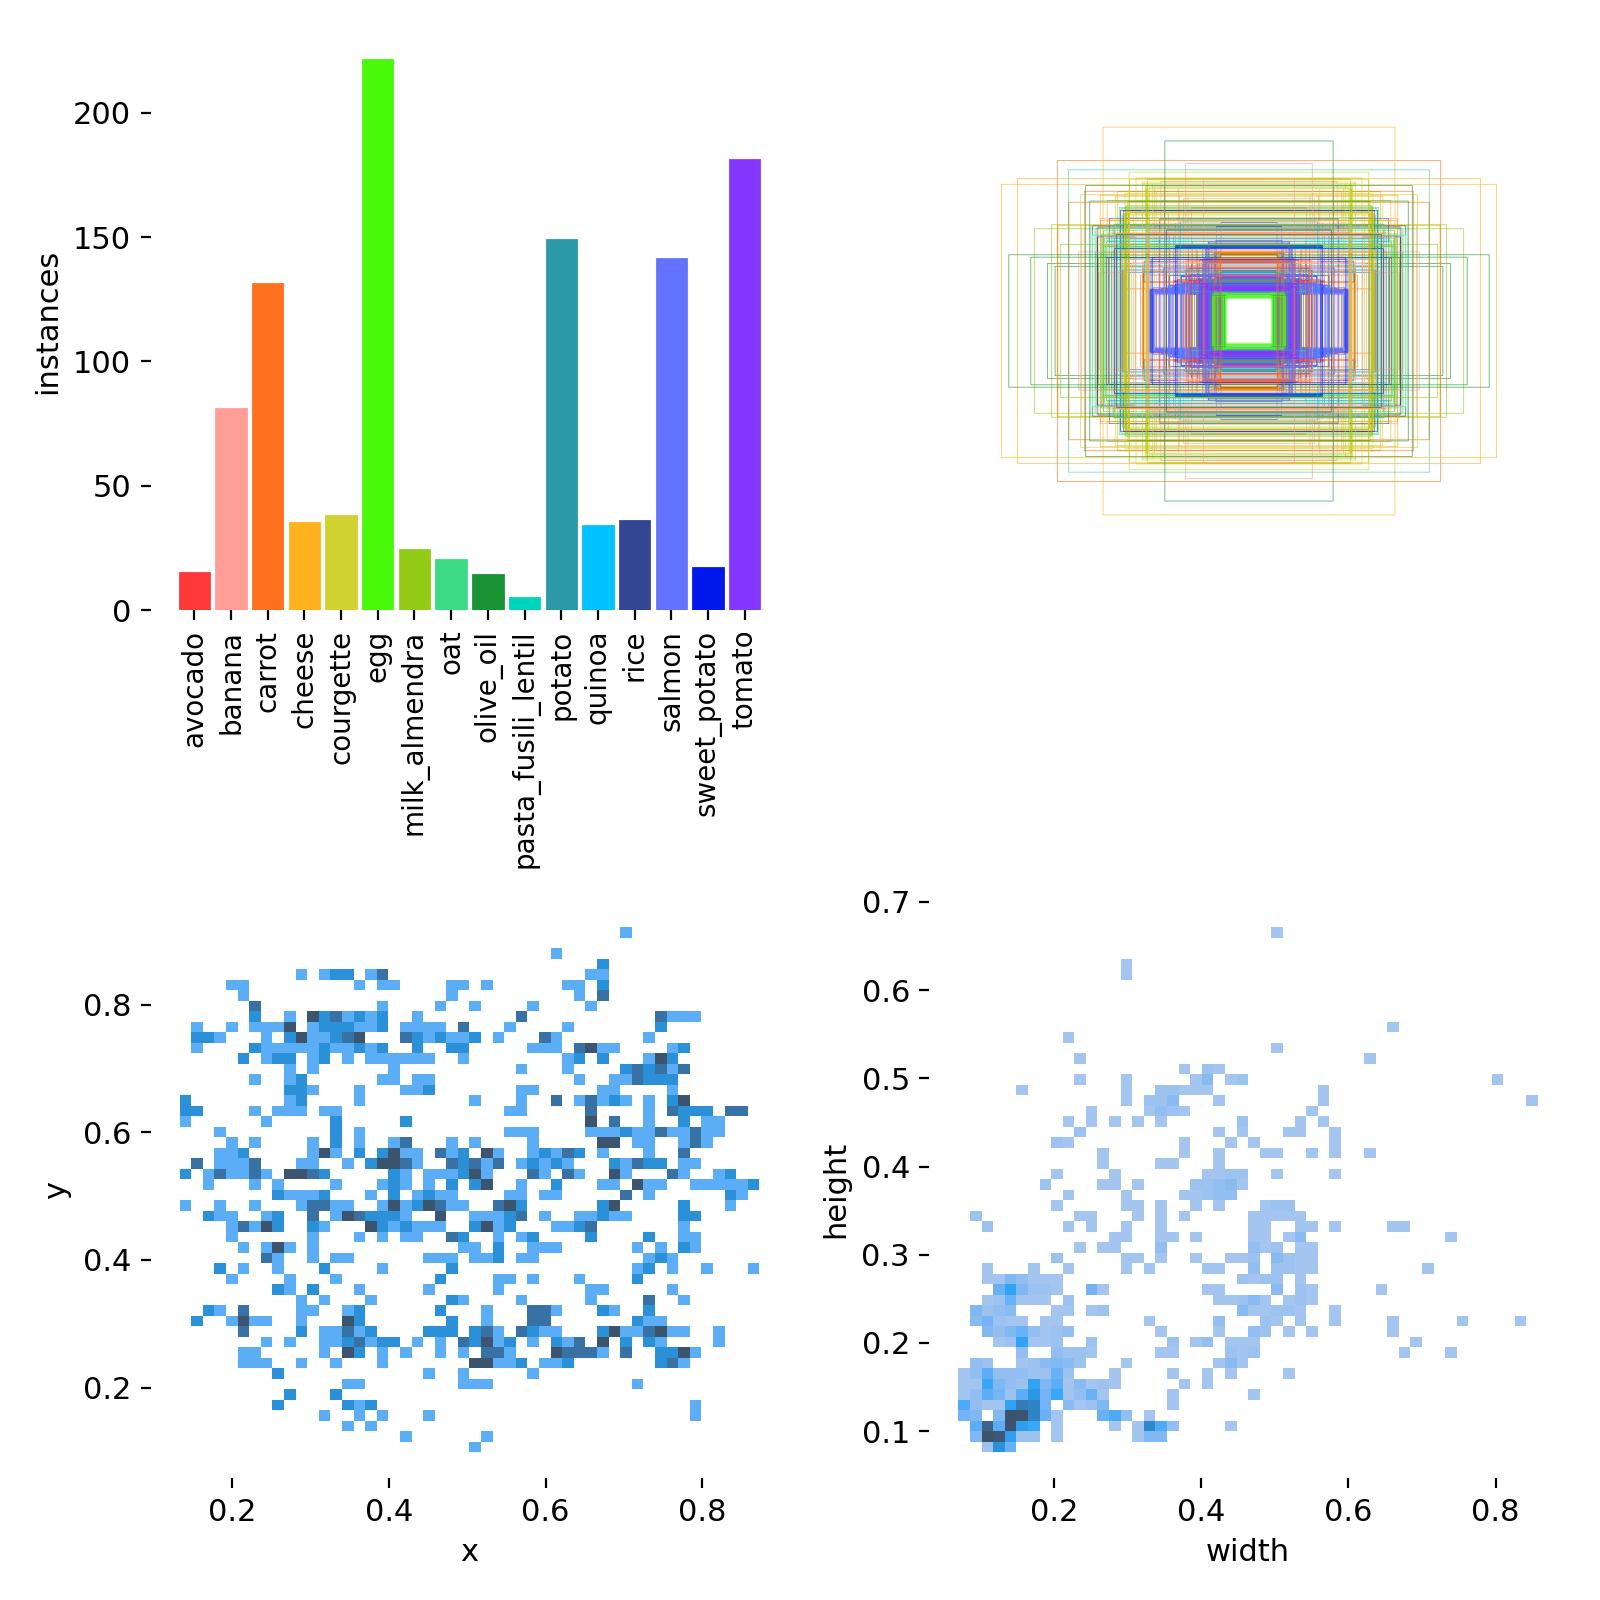 200
150
100
50
0
instances
avocado
banana
carrot
cheese
courgette
egg
milk_almendra
oat
olive_oil
pasta_fusili_lentil
potato
quinoa
rice
salmon
sweet_potato
tomato
0.8
0.6
0.4
0.2
y
0.2 0.4 0.6 0.8
x
0.7
0.6
0.5
0.4
0.3
0.2
0.1
height
0.2 0.4 0.6 0.8
width